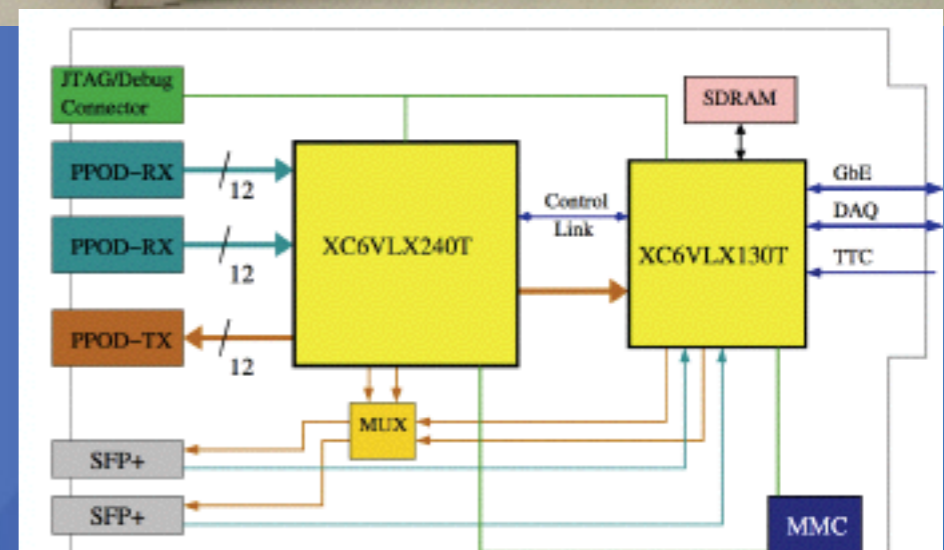 JTAG/Debug
Connector
SDRAM
PPOD-RX
12
GbE
Control
Link
DAQ
PPOD-RX
12
XC6VLX240T
XC6VLX130T
TTC
PPOD-TX
12
MUX
SFP+
SFP+
MMC